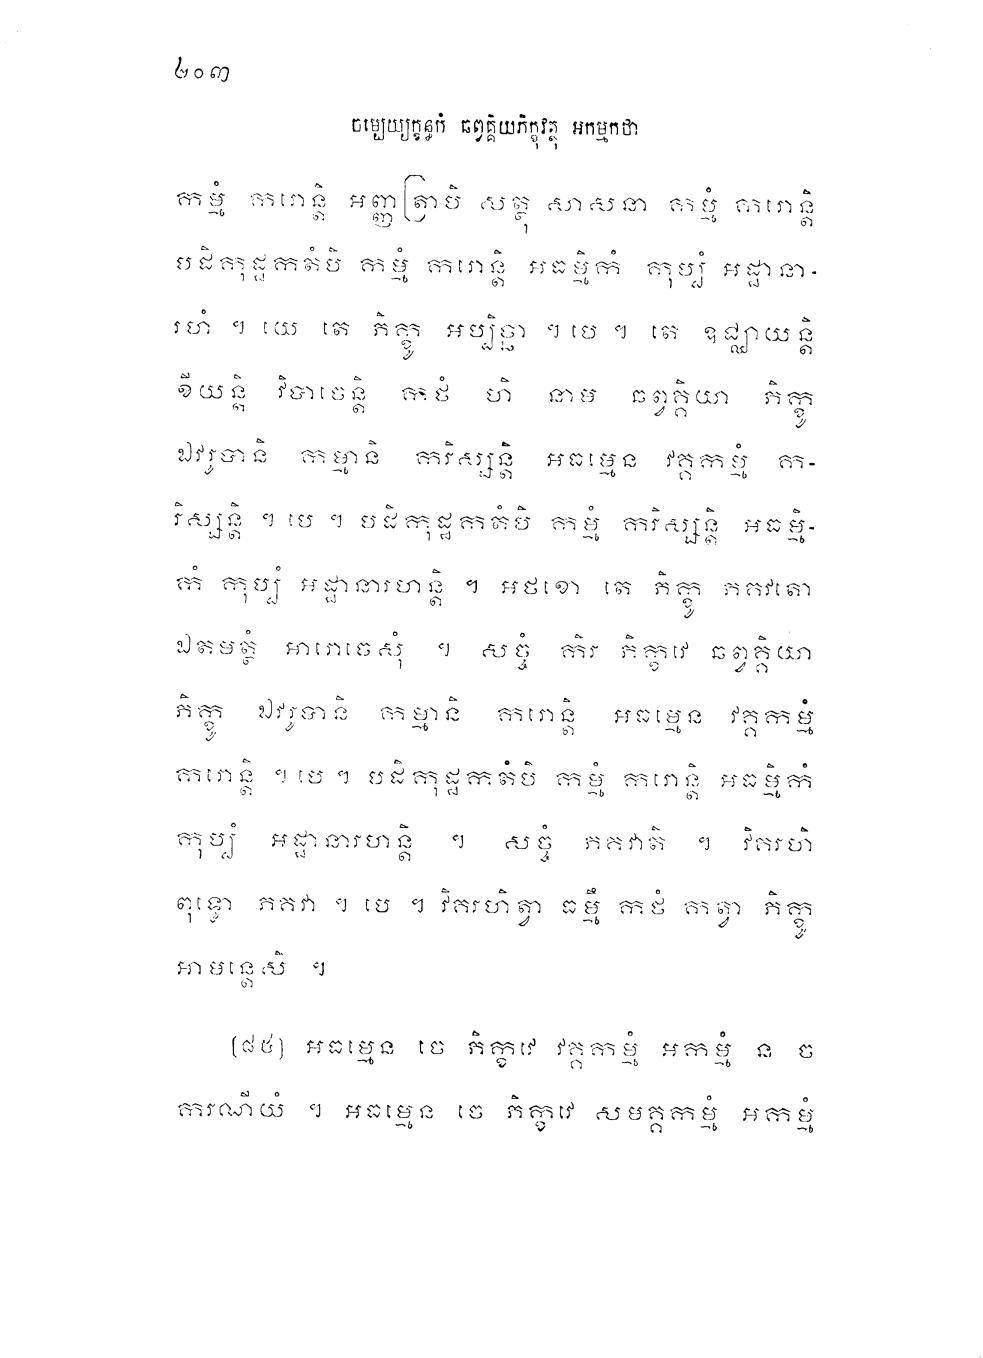 ២០៣
ចម្បេយ្យក្ខន្ធកំ ឆព្វគ្គិយភិក្ខុវត្ថុ អកម្មកថា
កម្មំ ករោន្តិ អញ្ញត្រាបិ សត្ថុ សាសនា កម្មំ ករោន្តិ
បដិកុដ្ឋកតំបិ កម្មំ ករោន្តិ អធម្មិកំ កុប្បំ អដ្ឋានា-
រហំ ។ យេ តេ ភិក្ខូ អប្បិច្ឆា ។ បេ ។ តេ ឧជ្ឈាយន្តិ
ខីយន្តិ វិបាចេន្តិ កថំ ហិ នាម ឆព្វគ្គិយា ភិក្ខូ
ឯវរូបានិ កម្មានិ ករិស្សន្តិ អធម្មេន វគ្គកម្មំ ក-
រិស្សន្តិ ។ បេ ។ បដិកុដ្ឋកតំបិ កម្មំ ករិស្សន្តិ អធម្មិ-
កំ កុប្បំ អដ្ឋានារហន្តិ ។ អថខោ តេ ភិក្ខូ ភគវតោ
ឯតមត្ថំ អារោចេសុំ ។ សច្ចំ កិរ ភិក្ខវេ ឆព្វគ្គិយា
ភិក្ខូ ឯវរូបានិ កម្មានិ ករោន្តិ អធម្មេន វគ្គកម្មំ
ករោន្តិ ។ បេ ។ បដិកុដ្ឋកតំបិ កម្មំ ករោន្តិ អធម្មិកំ
កុប្បំ អដ្ឋានារហន្តិ ។ សច្ចំ ភគវាតិ ។ វិគរហិ
ពុទ្ធោ ភគវា ។ បេ ។ វិគរហិត្វា ធម្មឹ កថំ កត្វា ភិក្ខូ
អាមន្តេសិ ។
[៨៥] អធម្មេន ចេ ភិក្ខវេ វគ្គកម្មំ អកម្មំ ន ច
ករណីយំ ។ អធម្មេន ចេ ភិក្ខវេ សមគ្គកម្មំ អកម្មំ